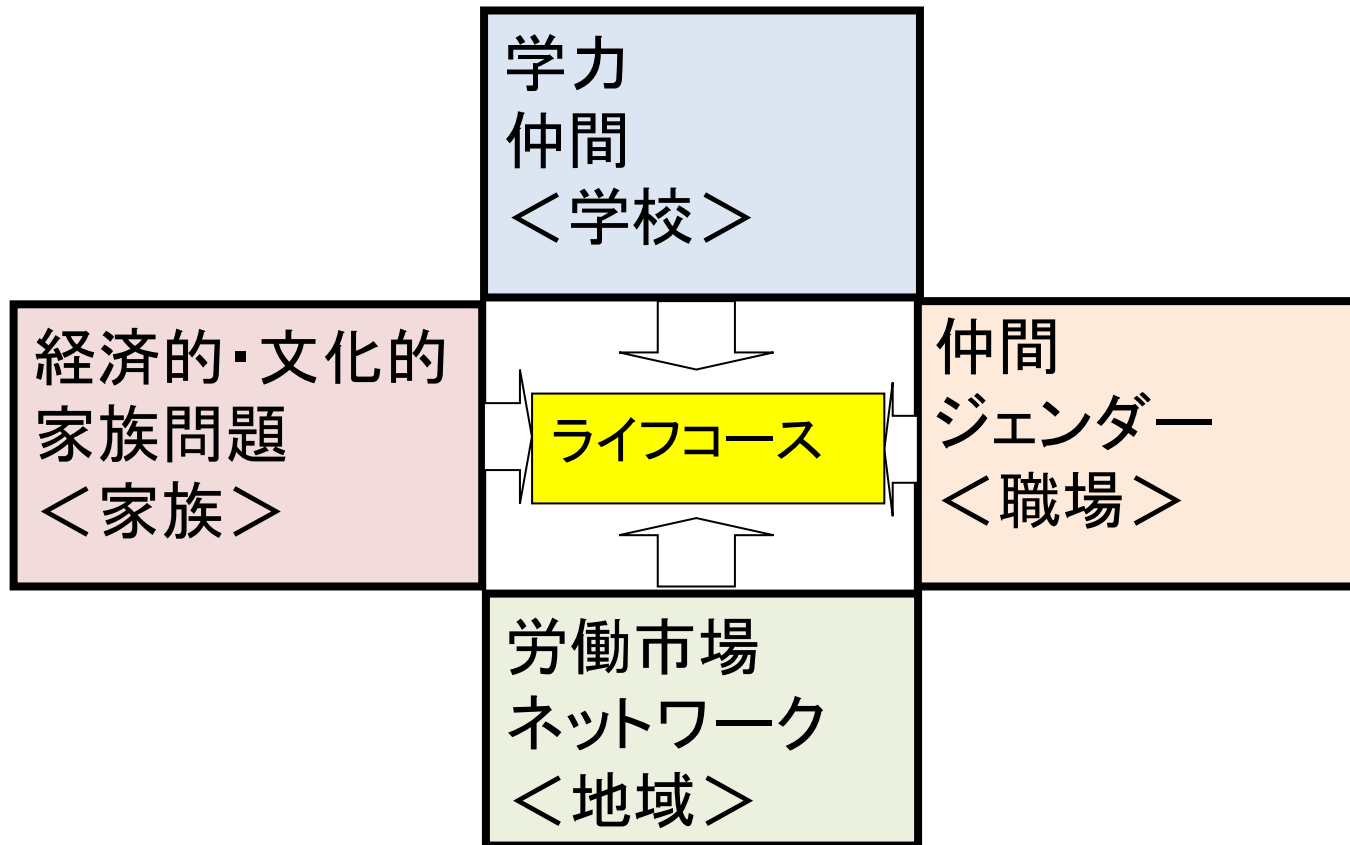 学力
仲間
＜学校＞
経済的・文化的
家族問題
＜家族＞
ライフコース
仲間
ジェンダー
＜職場＞
労働市場
ネットワーク
＜地域＞